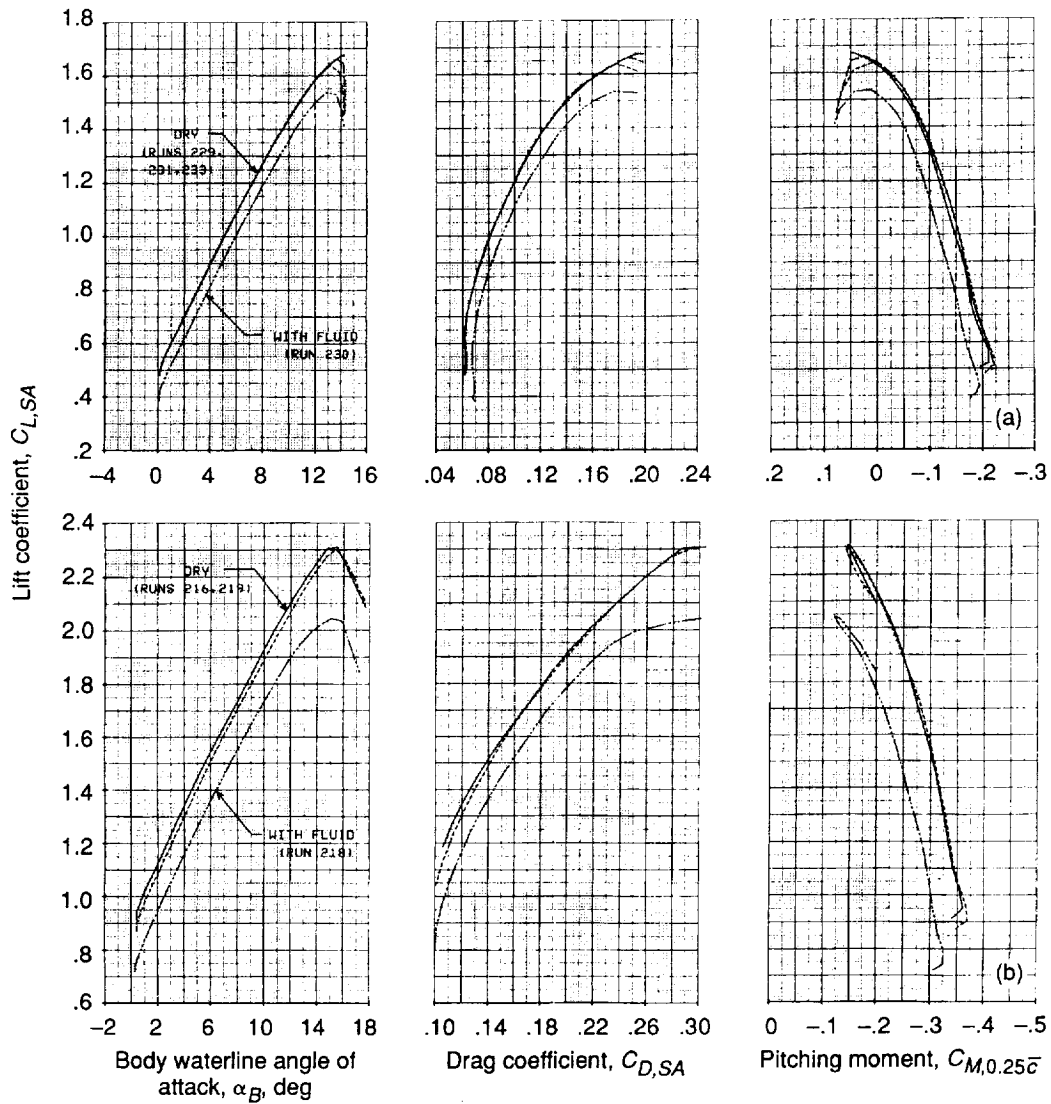 Lift coefficient, C_L,SA
1.8
1.6
1.4
1.2
1.0
.8
.6
.4
.2
DRY
(RUNS 229,
231,233)
WITH FLUID
(RUN 230)
−4 0 4 8 12 16
.04 .08 .12 .16 .20 .24
(a)
.2 .1 0 −.1 −.2 −.3
2.4
2.2
2.0
1.8
1.6
1.4
1.2
1.0
.8
.6
DRY
(RUNS 216,219)
WITH FLUID
(RUN 218)
−2 2 6 10 14 18
.10 .14 .18 .22 .26 .30
(b)
0 −.1 −.2 −.3 −.4 −.5
Body waterline angle of
attack, α_B, deg
Drag coefficient, C_D,SA
Pitching moment, C_M,0.25c̅